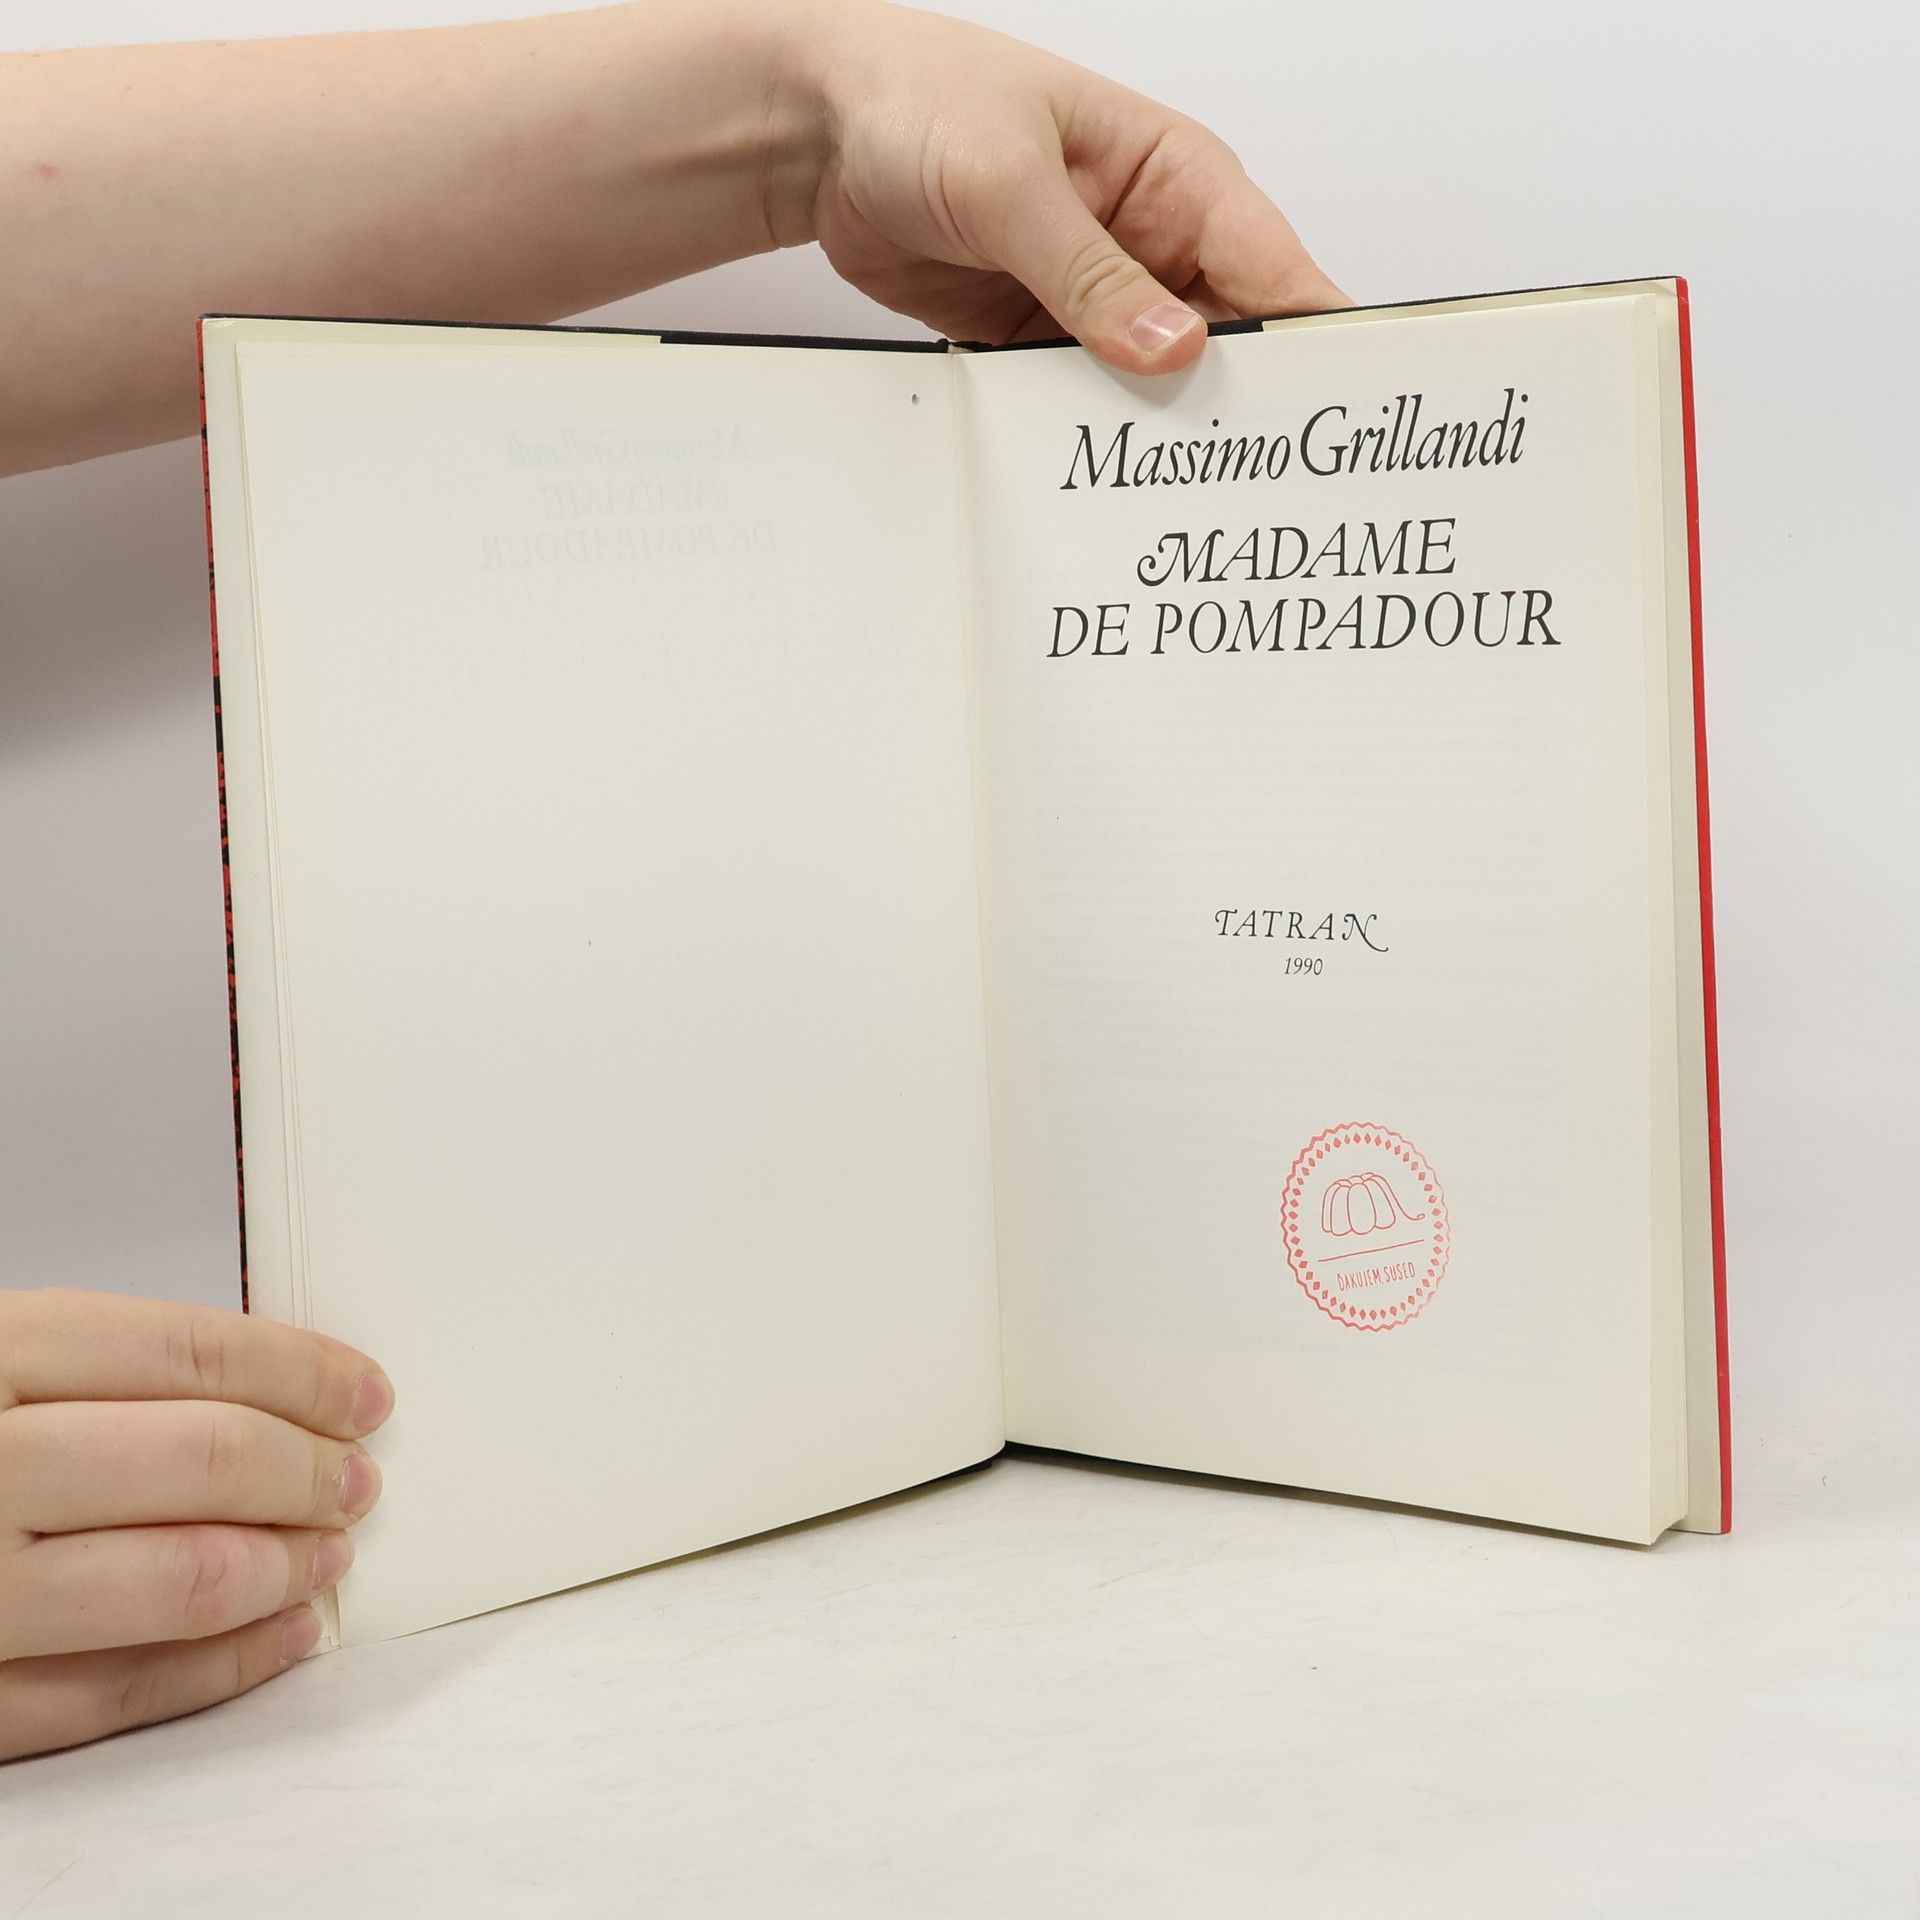 Massimo Grillandi
MADAME
DE POMPADOUR
TATRAN
1990
ĎAKUJEM, SUSED